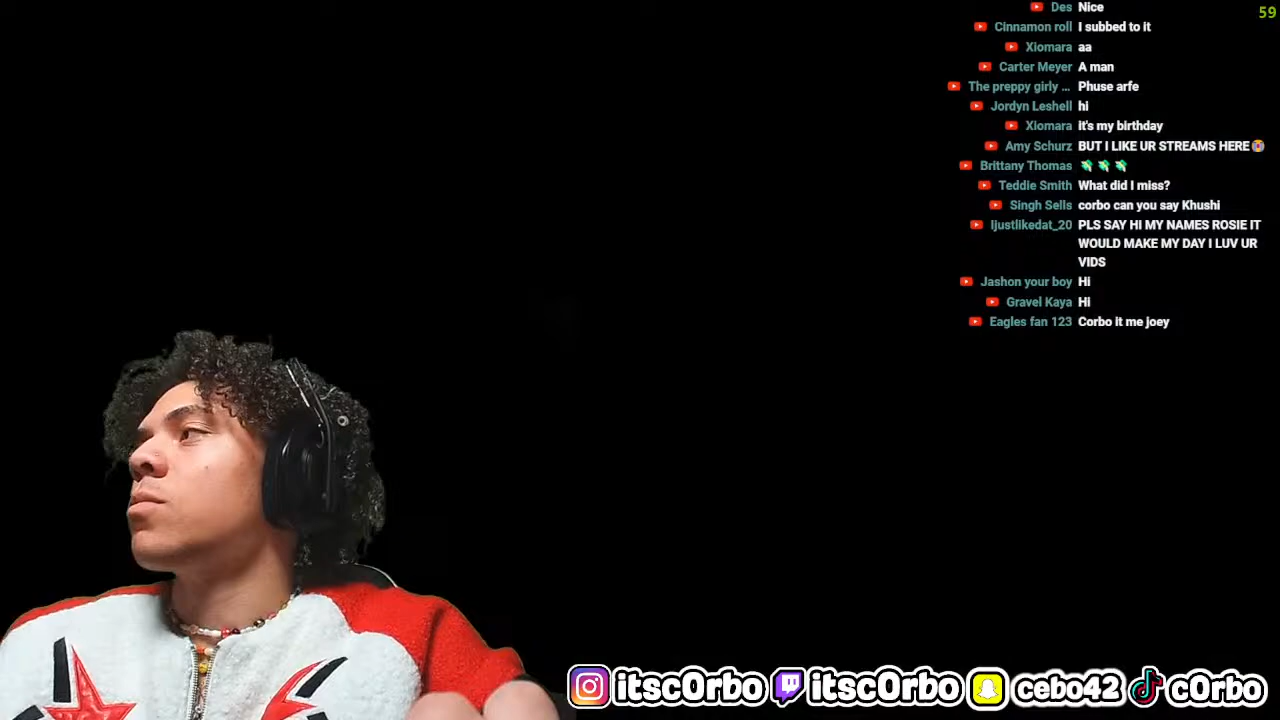 59
Des Nice
Cinnamon roll I subbed to it
Xiomara aa
Carter Meyer A man
The preppy girly ... Phuse arfe
Jordyn Leshell hi
Xiomara it's my birthday
Amy Schurz BUT I LIKE UR STREAMS HERE😭
Brittany Thomas 💸 💸 💸
Teddie Smith What did I miss?
Singh Sells corbo can you say Khushi
Ijustlikedat_20 PLS SAY HI MY NAMES ROSIE IT
WOULD MAKE MY DAY I LUV UR
VIDS
Jashon your boy Hi
Gravel Kaya Hi
Eagles fan 123 Corbo it me joey
itsc0rbo itsc0rbo cebo42 c0rbo